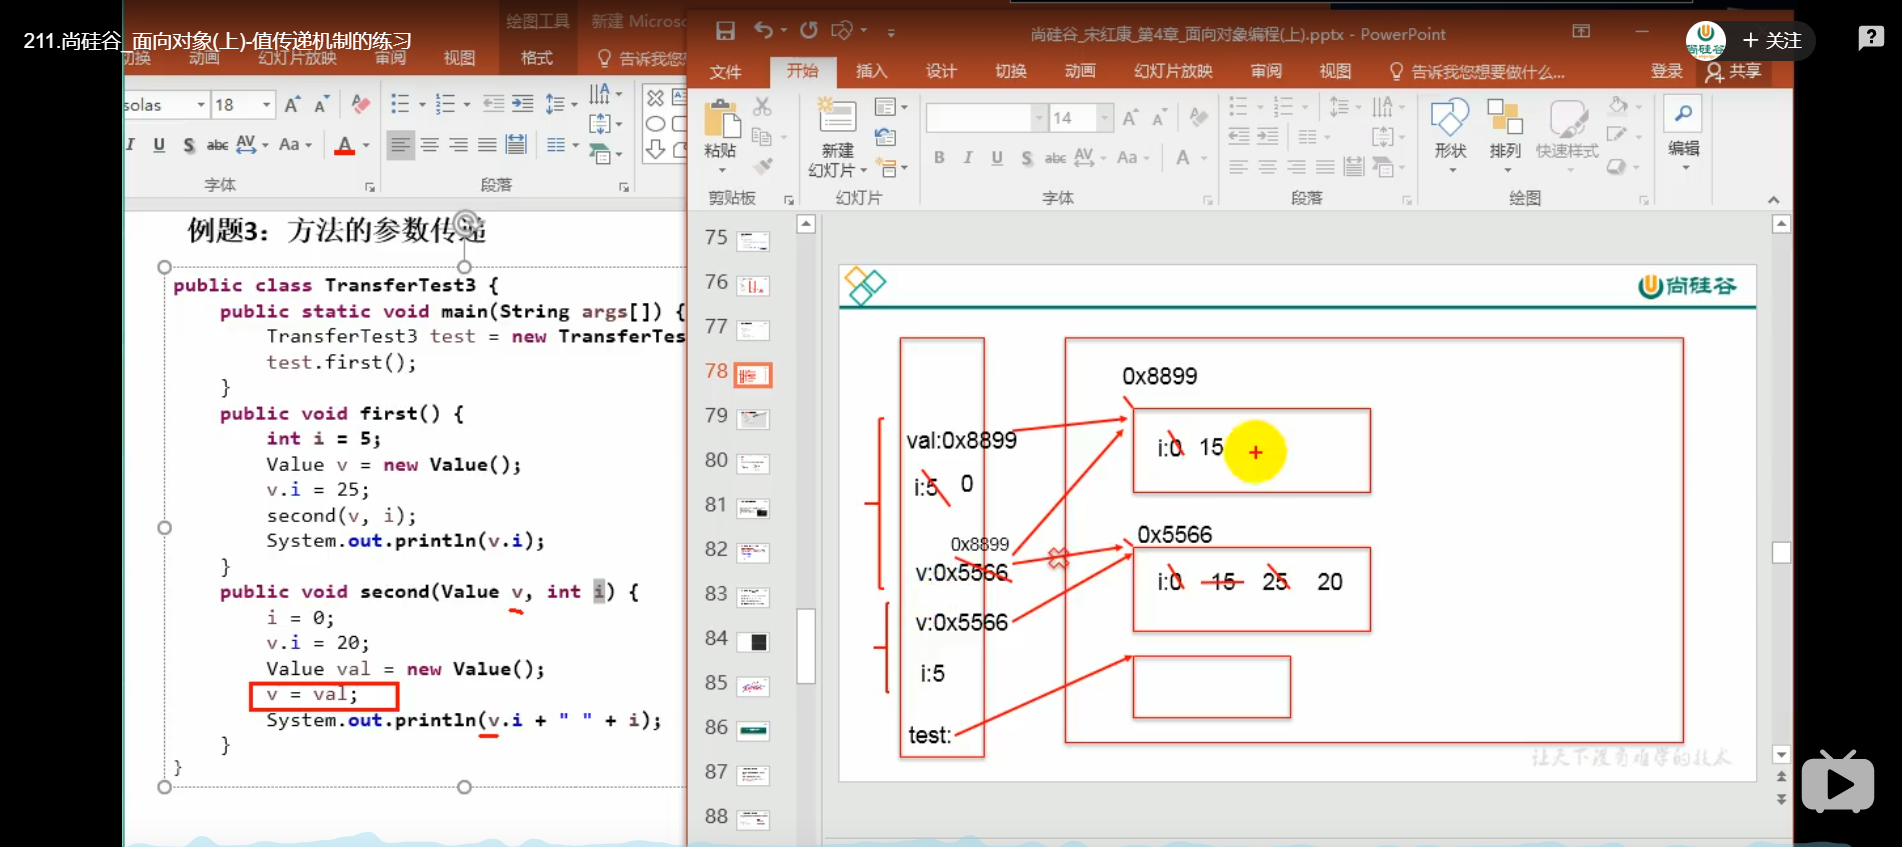 211.尚硅谷_面向对象(上)-值传递机制的练习
绘图工具
新建 Microso
切换
动画
幻灯片放映
审阅
视图
格式
告诉我您
solas
18
字体
段落
例题3：方法的参数传递
public class TransferTest3 {
public static void main(String args[]) {
TransferTest3 test = new TransferTes
test.first();
}
public void first() {
int i = 5;
Value v = new Value();
v.i = 25;
second(v, i);
System.out.println(v.i);
}
public void second(Value v, int i) {
i = 0;
v.i = 20;
Value val = new Value();
v = val;
System.out.println(v.i + " " + i);
}
}
尚硅谷_宋红康_第4章_面向对象编程(上).pptx - PowerPoint
尚硅谷
+ 关注
文件
开始
插入
设计
切换
动画
幻灯片放映
审阅
视图
告诉我您想要做什么...
登录
共享
粘贴
新建
幻灯片
14
形状
排列
快速样式
编辑
剪贴板
幻灯片
字体
段落
绘图
75
76
77
78
79
80
81
82
83
84
85
86
87
88
尚硅谷
0x8899
val:0x8899
i:0 15
i:5 0
0x5566
0x8899
v:0x5566
i:0 15 25 20
v:0x5566
i:5
test:
让天下没有难学的技术